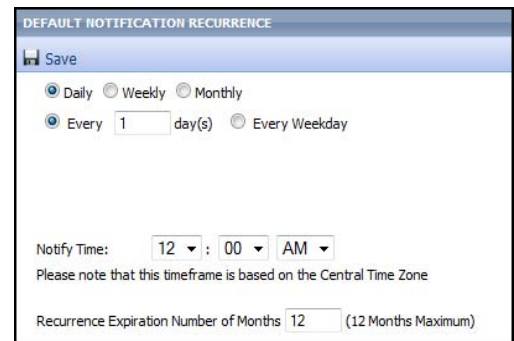 DEFAULT NOTIFICATION RECURRENCE
Save
Daily Weekly Monthly
Every 1 day(s) Every Weekday
Notify Time: 12 : 00 AM
Please note that this timeframe is based on the Central Time Zone
Recurrence Expiration Number of Months 12 (12 Months Maximum)